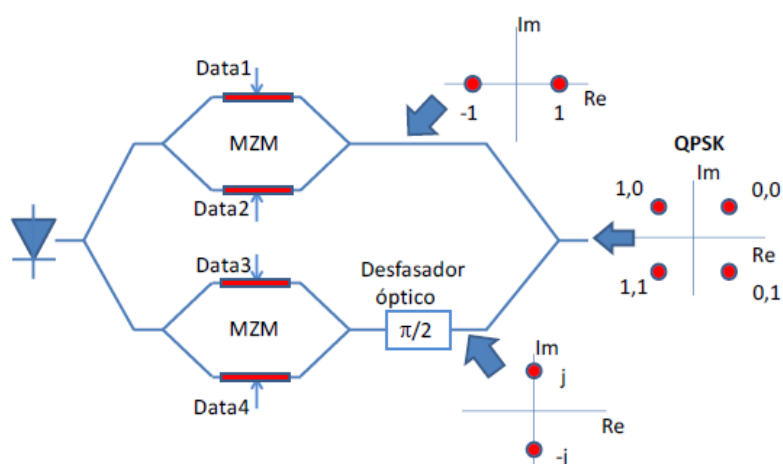 Data1
MZM
Data2
Im
Re
-1
1
QPSK
Im
1,0
0,0
Re
1,1
0,1
Data3
MZM
Data4
Desfasador
óptico
π/2
Im
j
Re
-j